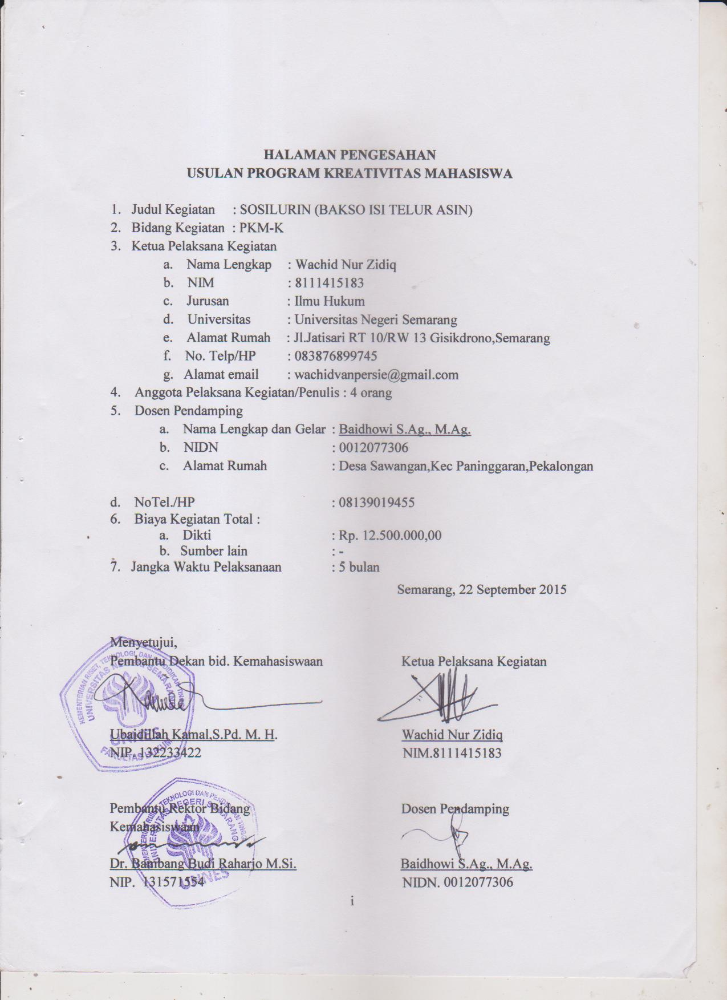 HALAMAN PENGESAHAN
USULAN PROGRAM KREATIVITAS MAHASISWA
1. Judul Kegiatan : SOSILURIN (BAKSO ISI TELUR ASIN)
2. Bidang Kegiatan : PKM-K
3. Ketua Pelaksana Kegiatan
a. Nama Lengkap : Wachid Nur Zidiq
b. NIM : 8111415183
c. Jurusan : Ilmu Hukum
d. Universitas : Universitas Negeri Semarang
e. Alamat Rumah : Jl.Jatisari RT 10/RW 13 Gisikdrono,Semarang
f. No. Telp/HP : 083876899745
g. Alamat email : wachidvanpersie@gmail.com
4. Anggota Pelaksana Kegiatan/Penulis : 4 orang
5. Dosen Pendamping
a. Nama Lengkap dan Gelar : Baidhowi S.Ag., M.Ag.
b. NIDN : 0012077306
c. Alamat Rumah : Desa Sawangan,Kec Paninggaran,Pekalongan
d. NoTel./HP : 08139019455
6. Biaya Kegiatan Total :
a. Dikti : Rp. 12.500.000,00
b. Sumber lain : -
7. Jangka Waktu Pelaksanaan : 5 bulan
Semarang, 22 September 2015
Menyetujui,
Pembantu Dekan bid. Kemahasiswaan Ketua Pelaksana Kegiatan
KEMENTERIAN RISET, TEKNOLOGI, DAN PENDIDIKAN TINGGI
UNIVERSITAS NEGERI SEMARANG
UNNES
FAKULTAS HUKUM
Ubaidillah Kamal,S.Pd. M. H. Wachid Nur Zidiq
NIP. 132233422 NIM.8111415183
Pembantu Rektor Bidang Dosen Pendamping
Kemahasiswaan
KEMENTERIAN RISET, TEKNOLOGI DAN PENDIDIKAN TINGGI
UNIVERSITAS NEGERI SEMARANG
UNNES
Dr. Bambang Budi Raharjo M.Si. Baidhowi S.Ag., M.Ag.
NIP. 131571554 NIDN. 0012077306
i